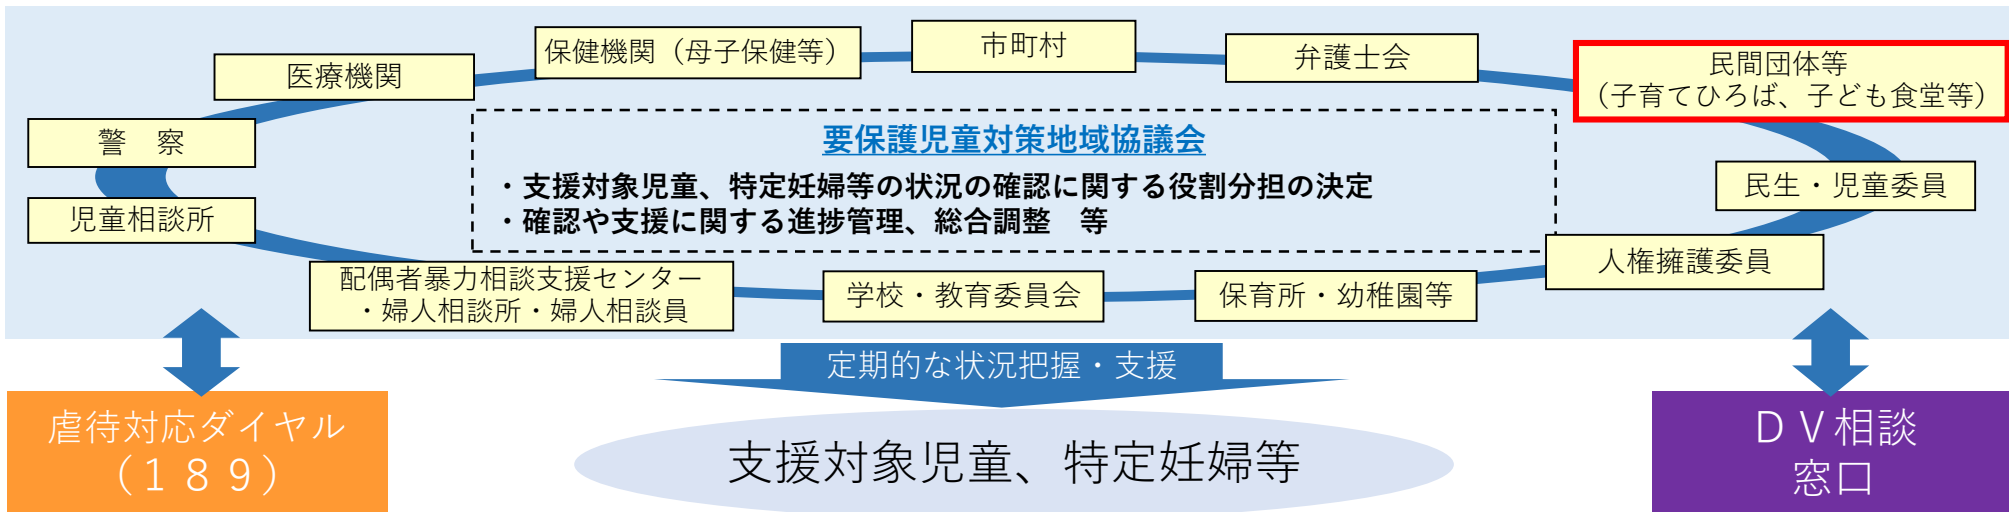 保健機関（母子保健等）
市町村
弁護士会
民間団体等
（子育てひろば、子ども食堂等）
医療機関
警　察
要保護児童対策地域協議会
・支援対象児童、特定妊婦等の状況の確認に関する役割分担の決定
・確認や支援に関する進捗管理、総合調整　等
民生・児童委員
児童相談所
人権擁護委員
配偶者暴力相談支援センター
・婦人相談所・婦人相談員
学校・教育委員会
保育所・幼稚園等
定期的な状況把握・支援
虐待対応ダイヤル
（１８９）
支援対象児童、特定妊婦等
ＤＶ相談
窓口